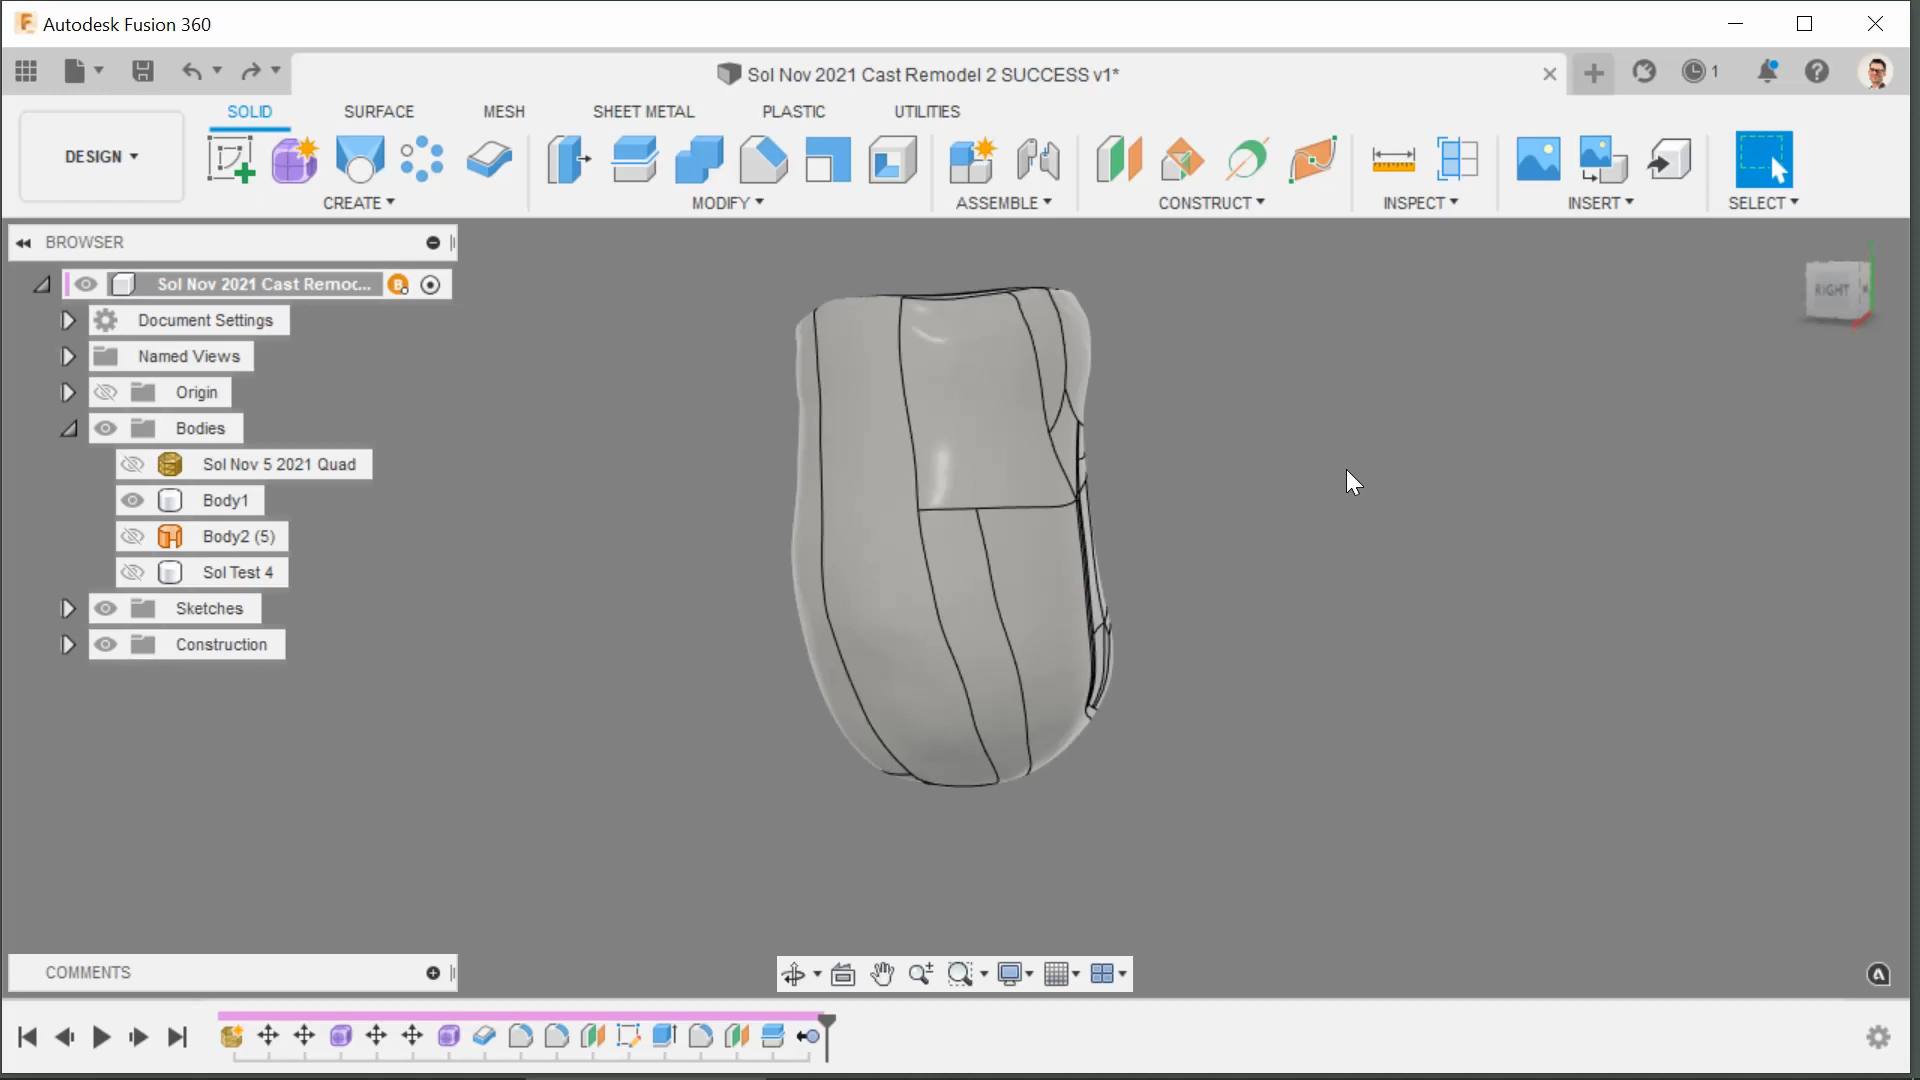 Autodesk Fusion 360
Sol Nov 2021 Cast Remodel 2 SUCCESS v1*
1
SOLID SURFACE MESH SHEET METAL PLASTIC UTILITIES
DESIGN
CREATE MODIFY ASSEMBLE CONSTRUCT INSPECT INSERT SELECT
BROWSER
Sol Nov 2021 Cast Remoc...
B
Document Settings
Named Views
Origin
Bodies
Sol Nov 5 2021 Quad
Body1
Body2 (5)
Sol Test 4
Sketches
Construction
RIGHT
COMMENTS